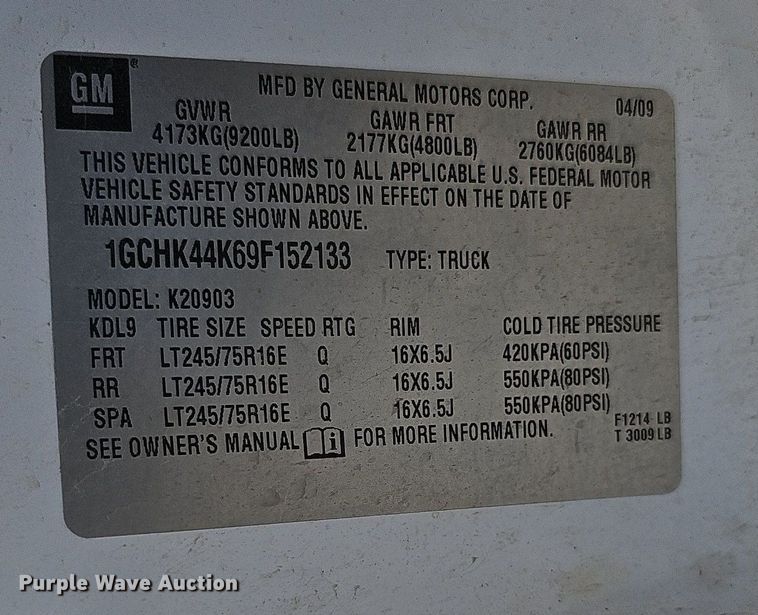 GM ®
MFD BY GENERAL MOTORS CORP. 04/09
GVWR GAWR FRT GAWR RR
4173KG(9200LB) 2177KG(4800LB) 2760KG(6084LB)
THIS VEHICLE CONFORMS TO ALL APPLICABLE U.S. FEDERAL MOTOR
VEHICLE SAFETY STANDARDS IN EFFECT ON THE DATE OF
MANUFACTURE SHOWN ABOVE.
1GCHK44K69F152133 TYPE: TRUCK
MODEL: K20903
KDL9 TIRE SIZE SPEED RTG RIM COLD TIRE PRESSURE
FRT LT245/75R16E Q 16X6.5J 420KPA(60PSI)
RR LT245/75R16E Q 16X6.5J 550KPA(80PSI)
SPA LT245/75R16E Q 16X6.5J 550KPA(80PSI)
F1214 LB
SEE OWNER'S MANUAL i FOR MORE INFORMATION. T 3009 LB
Purple Wave Auction